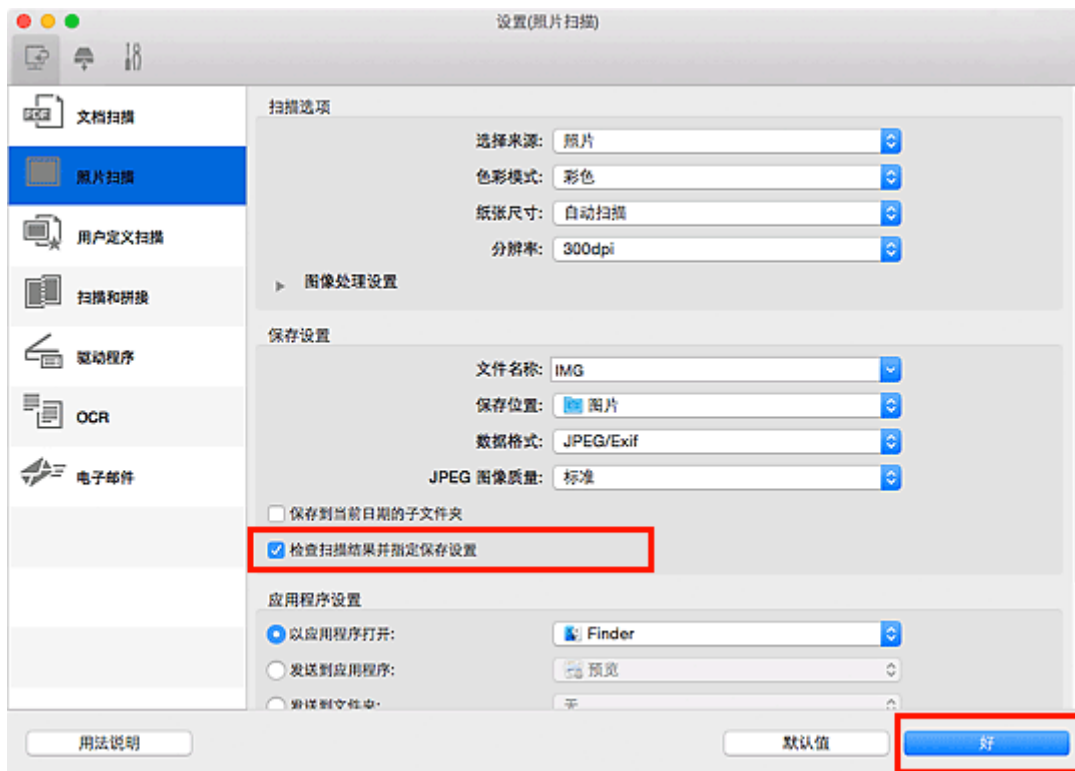 设置(照片扫描)
文档扫描
照片扫描
用户定义扫描
扫描和拼接
驱动程序
OCR
电子邮件
扫描选项
选择来源: 照片
色彩模式: 彩色
纸张尺寸: 自动扫描
分辨率: 300dpi
图像处理设置
保存设置
文件名称: IMG
保存位置: 图片
数据格式: JPEG/Exif
JPEG 图像质量: 标准
保存到当前日期的子文件夹
检查扫描结果并指定保存设置
应用程序设置
以应用程序打开: Finder
发送到应用程序: 预览
发送到文件夹: 无
用法说明
默认值
好